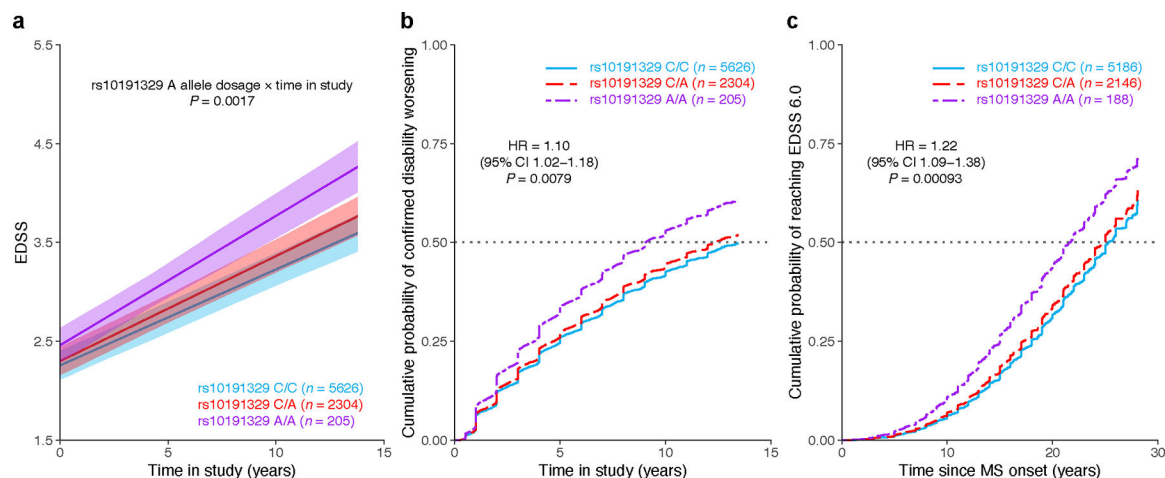 a
5.5
4.5
3.5
2.5
1.5
EDSS
rs10191329 A allele dosage × time in study
P = 0.0017
rs10191329 C/C (n = 5626)
rs10191329 C/A (n = 2304)
rs10191329 A/A (n = 205)
0
5
10
15
Time in study (years)
b
1.00
0.75
0.50
0.25
0.00
Cumulative probability of confirmed disability worsening
rs10191329 C/C (n = 5626)
rs10191329 C/A (n = 2304)
rs10191329 A/A (n = 205)
HR = 1.10
(95% CI 1.02–1.18)
P = 0.0079
0
5
10
15
Time in study (years)
c
1.00
0.75
0.50
0.25
0.00
Cumulative probability of reaching EDSS 6.0
rs10191329 C/C (n = 5186)
rs10191329 C/A (n = 2146)
rs10191329 A/A (n = 188)
HR = 1.22
(95% CI 1.09–1.38)
P = 0.00093
0
10
20
30
Time since MS onset (years)